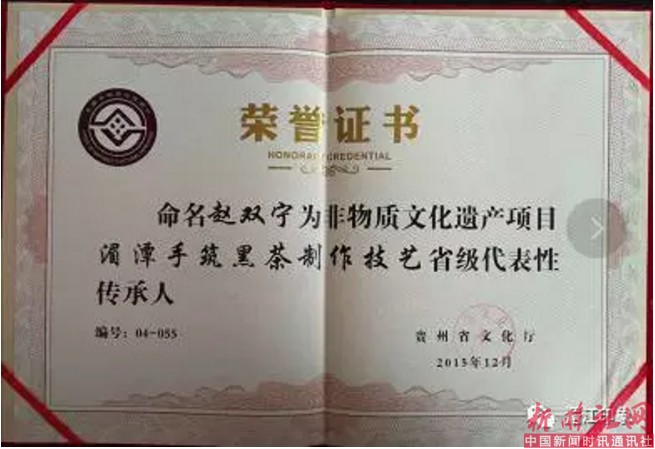 荣誉证书
HONORARY CREDENTIAL
命名赵双宇为非物质文化遗产项目
湄潭手筑黑茶制作技艺省级代表性
传承人
编号：04-055
贵州省文化厅
2015年12月
中国新闻时讯通讯社